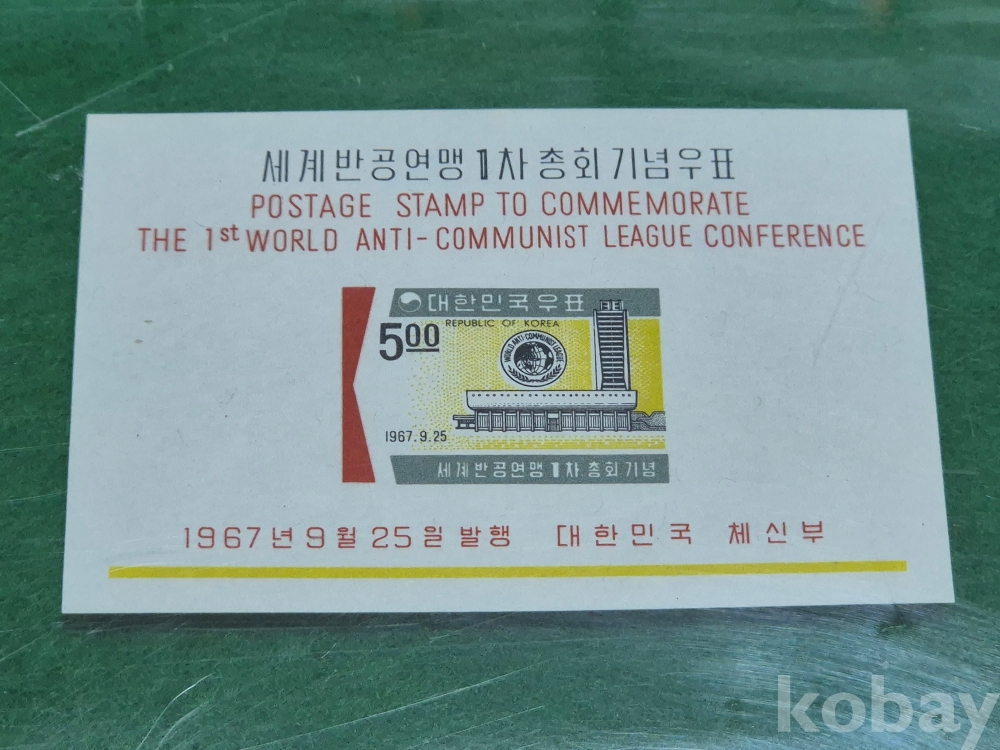 세계반공연맹 1차 총회 기념우표
POSTAGE STAMP TO COMMEMORATE
THE 1st WORLD ANTI-COMMUNIST LEAGUE CONFERENCE
대한민국우표
REPUBLIC OF KOREA
5.00
WORLD ANTI-COMMUNIST LEAGUE
1967.9.25
세계반공연맹 1차 총회기념
1967년 9월 25일 발행 대한민국 체신부
kobay